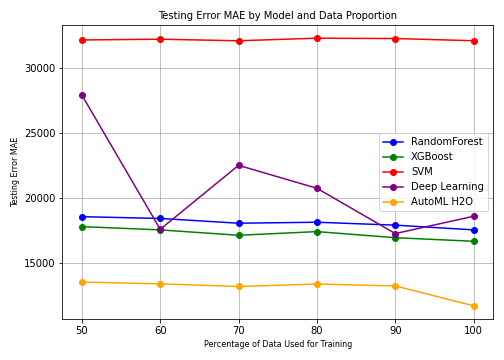 Testing Error MAE by Model and Data Proportion
Testing Error MAE
30000
25000
20000
15000
RandomForest
XGBoost
SVM
Deep Learning
AutoML H2O
50 60 70 80 90 100
Percentage of Data Used for Training